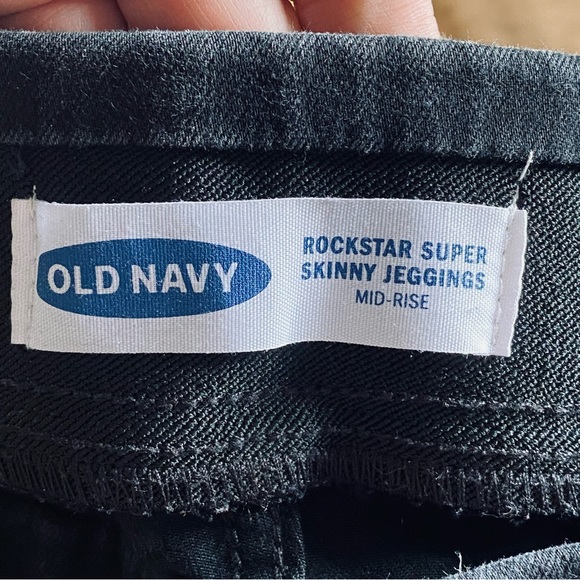 OLD NAVY
ROCKSTAR SUPER
SKINNY JEGGINGS
MID-RISE